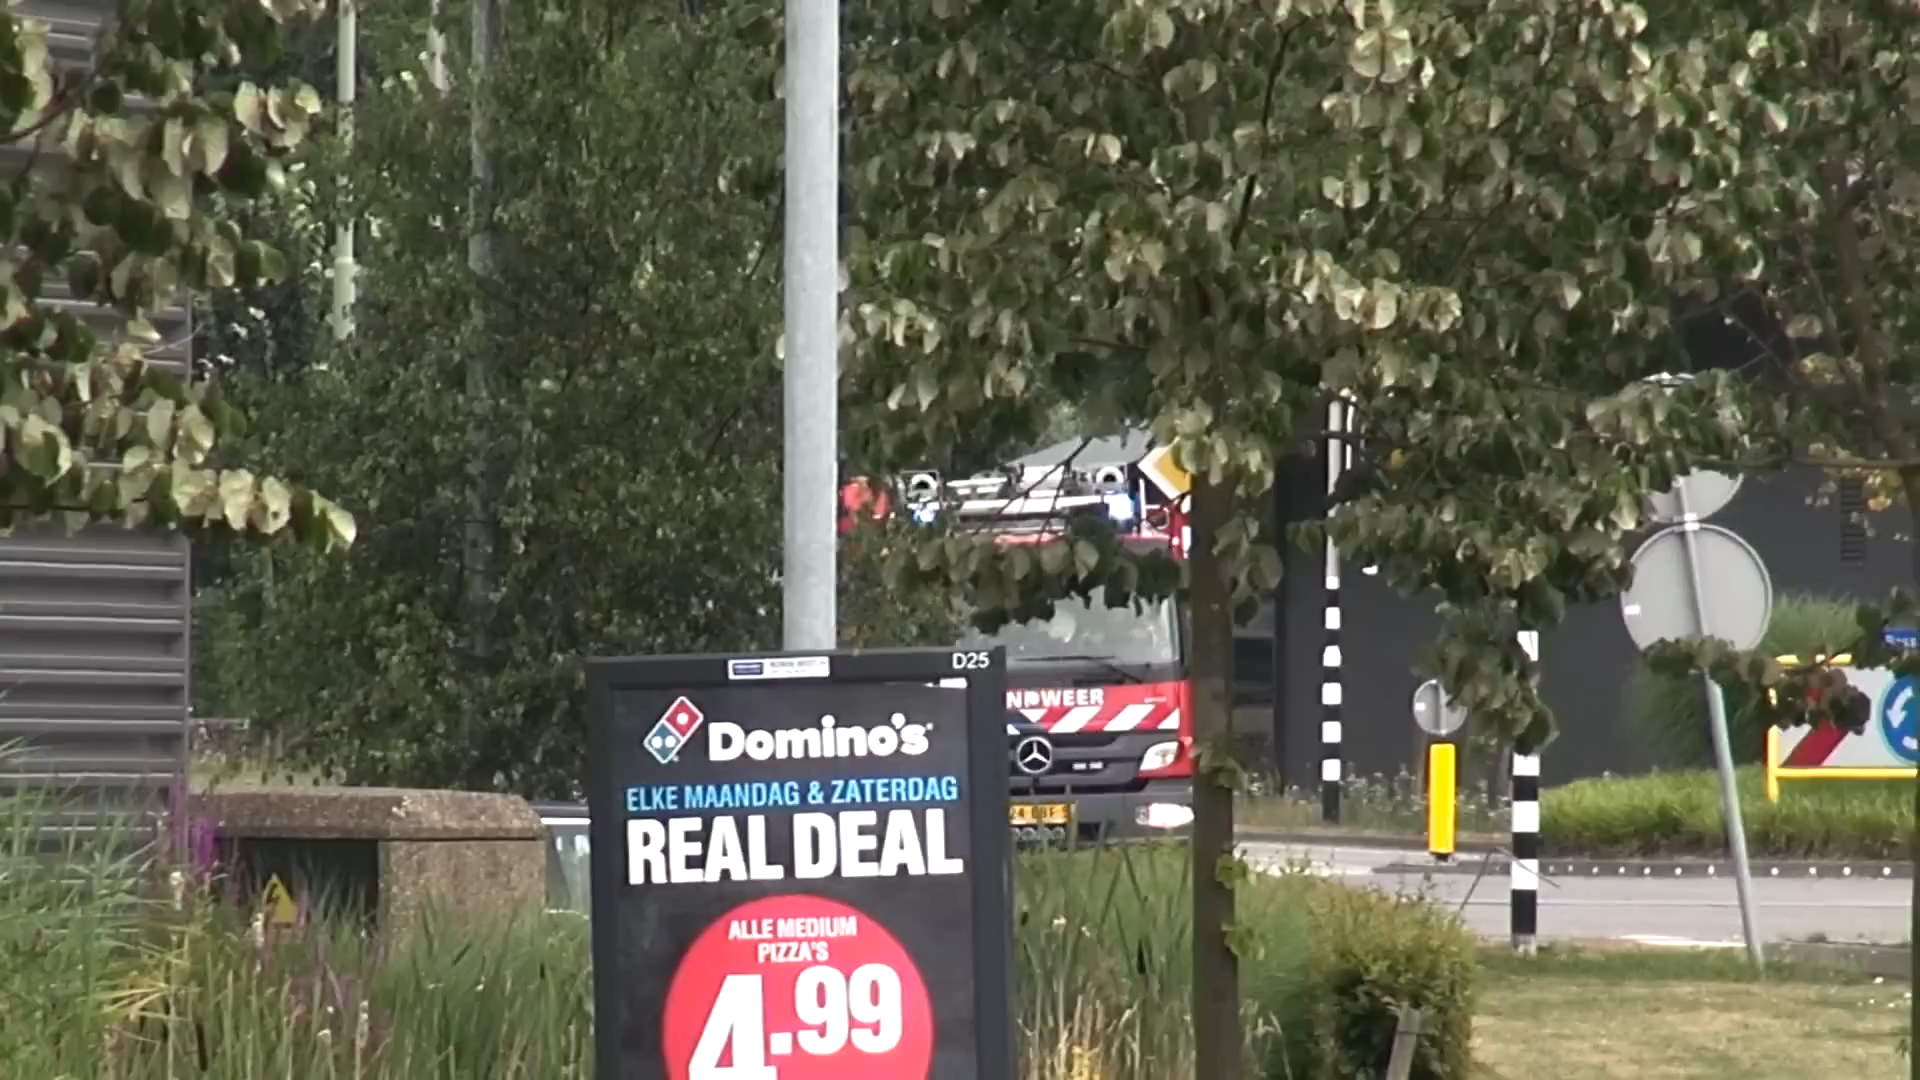 D25
Domino's
ELKE MAANDAG & ZATERDAG
REAL DEAL
ALLE MEDIUM
PIZZA'S
4.99
NDWEER